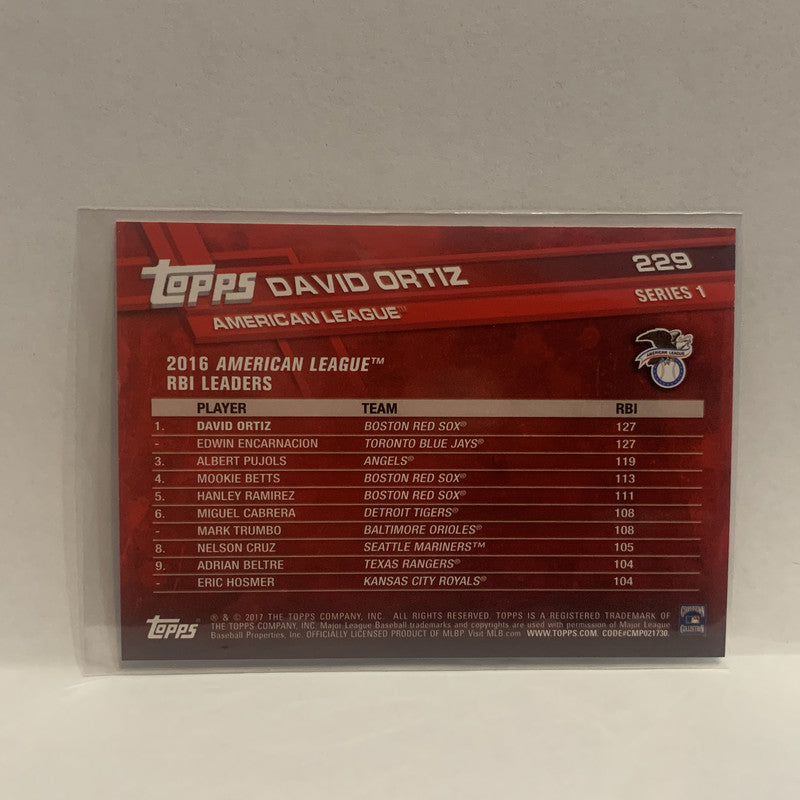 topps DAVID ORTIZ 229
AMERICAN LEAGUE™ SERIES 1
2016 AMERICAN LEAGUE™
RBI LEADERS
AMERICAN LEAGUE
PLAYER TEAM RBI
1. DAVID ORTIZ BOSTON RED SOX® 127
- EDWIN ENCARNACION TORONTO BLUE JAYS® 127
3. ALBERT PUJOLS ANGELS® 119
4. MOOKIE BETTS BOSTON RED SOX® 113
5. HANLEY RAMIREZ BOSTON RED SOX® 111
6. MIGUEL CABRERA DETROIT TIGERS® 108
- MARK TRUMBO BALTIMORE ORIOLES® 108
8. NELSON CRUZ SEATTLE MARINERS™ 105
9. ADRIAN BELTRE TEXAS RANGERS® 104
- ERIC HOSMER KANSAS CITY ROYALS® 104
topps
® & © 2017 THE TOPPS COMPANY, INC. ALL RIGHTS RESERVED. TOPPS IS A REGISTERED TRADEMARK OF
THE TOPPS COMPANY, INC. Major League Baseball trademarks and copyrights are used with permission of Major League
Baseball Properties, Inc. OFFICIALLY LICENSED PRODUCT OF MLBP Visit MLB.com WWW.TOPPS.COM. CODE#CMP021730.